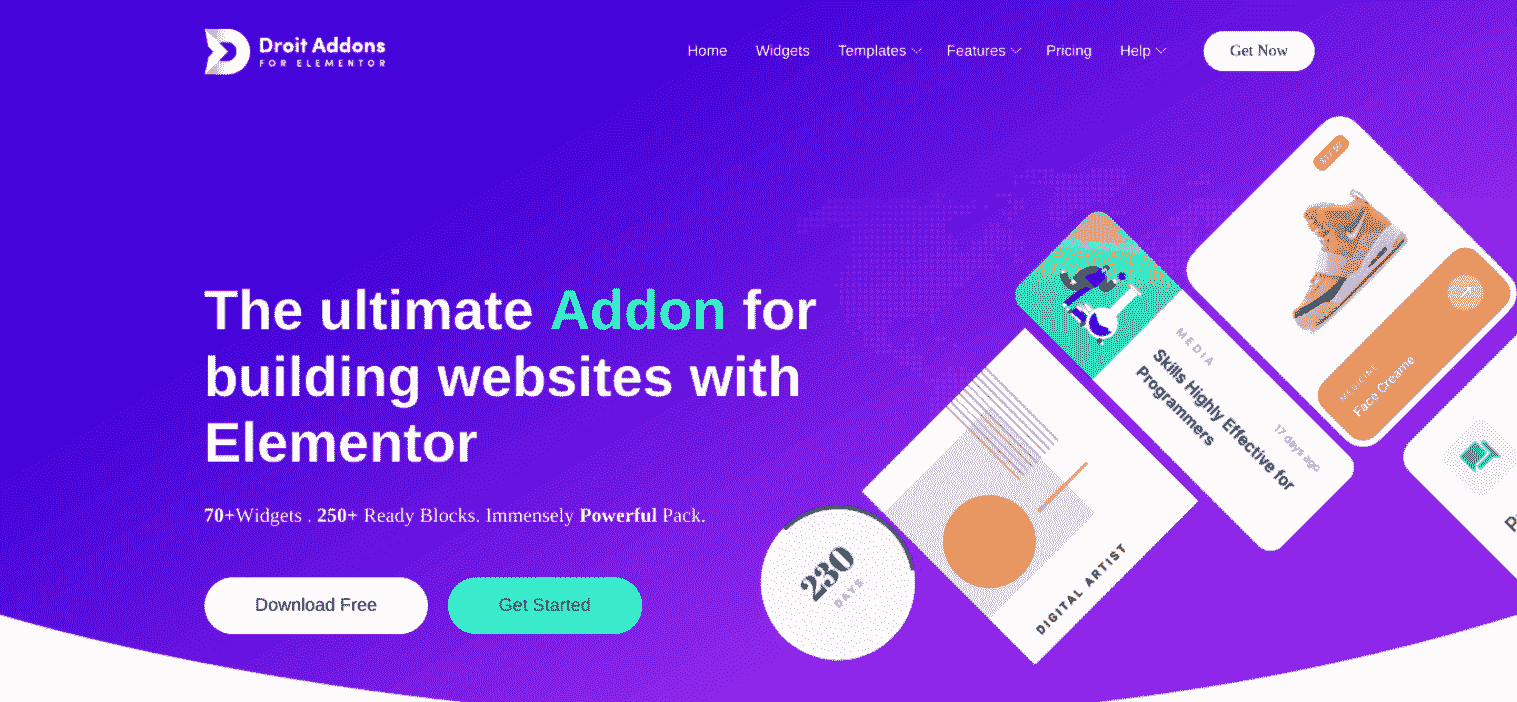 Droit Addons
FOR ELEMENTOR
Home Widgets Templates Features Pricing Help Get Now
The ultimate Addon for
building websites with
Elementor
70+Widgets . 250+ Ready Blocks. Immensely Powerful Pack.
Download Free Get Started
230
DAYS
DIGITAL ARTIST
MEDIA
Skills Highly Effective for
Programmers
17 days ago
MEDICINE
Face Creame